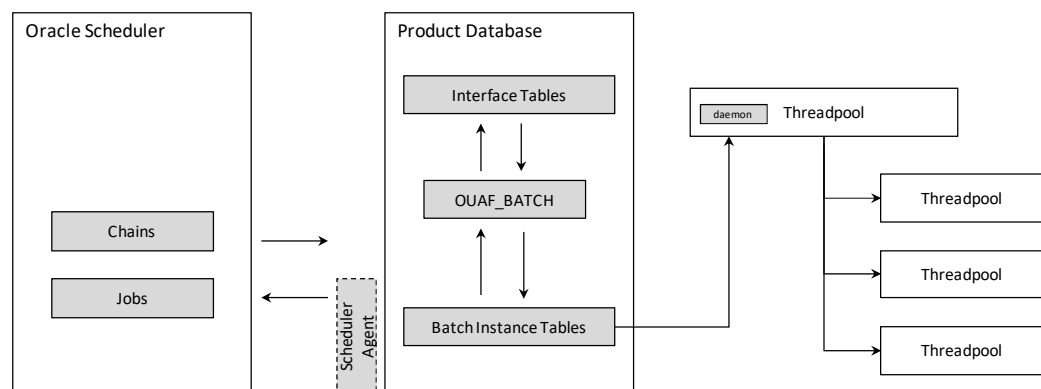 Oracle Scheduler
Chains
Jobs
Scheduler
Agent
Product Database
Interface Tables
OUAF_BATCH
Batch Instance Tables
daemon
Threadpool
Threadpool
Threadpool
Threadpool